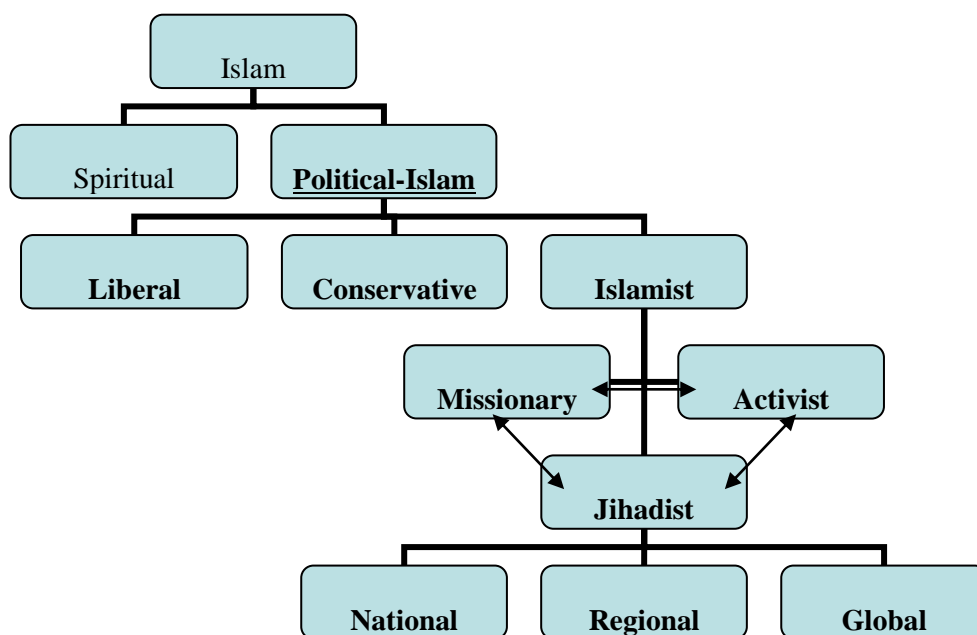 Islam
Spiritual
Political-Islam
Liberal
Conservative
Islamist
Missionary
Activist
Jihadist
National
Regional
Global